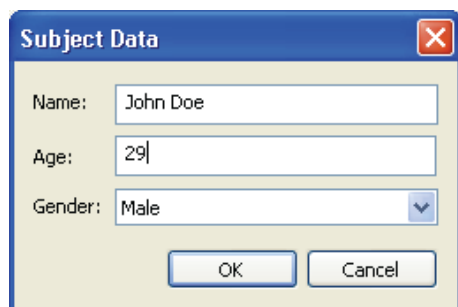 Subject Data
Name: John Doe
Age: 29
Gender: Male
OK Cancel